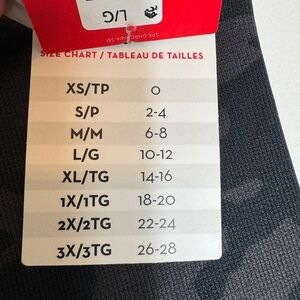 L/G
SIZE CHART / TABLEAU DE TAILLES
XS/TP 0
S/P 2-4
M/M 6-8
L/G 10-12
XL/TG 14-16
1X/1TG 18-20
2X/2TG 22-24
3X/3TG 26-28